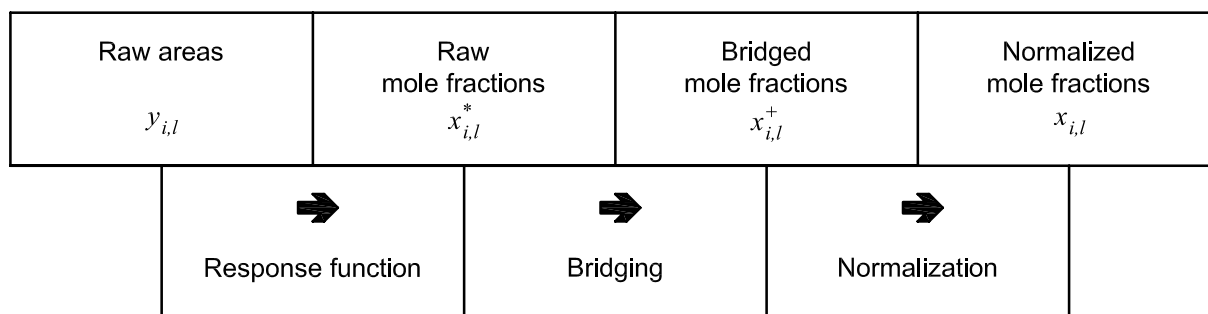 Raw areas
y_{i,l}
Raw
mole fractions
x^{*}_{i,l}
Bridged
mole fractions
x^{+}_{i,l}
Normalized
mole fractions
x_{i,l}
Response function
Bridging
Normalization